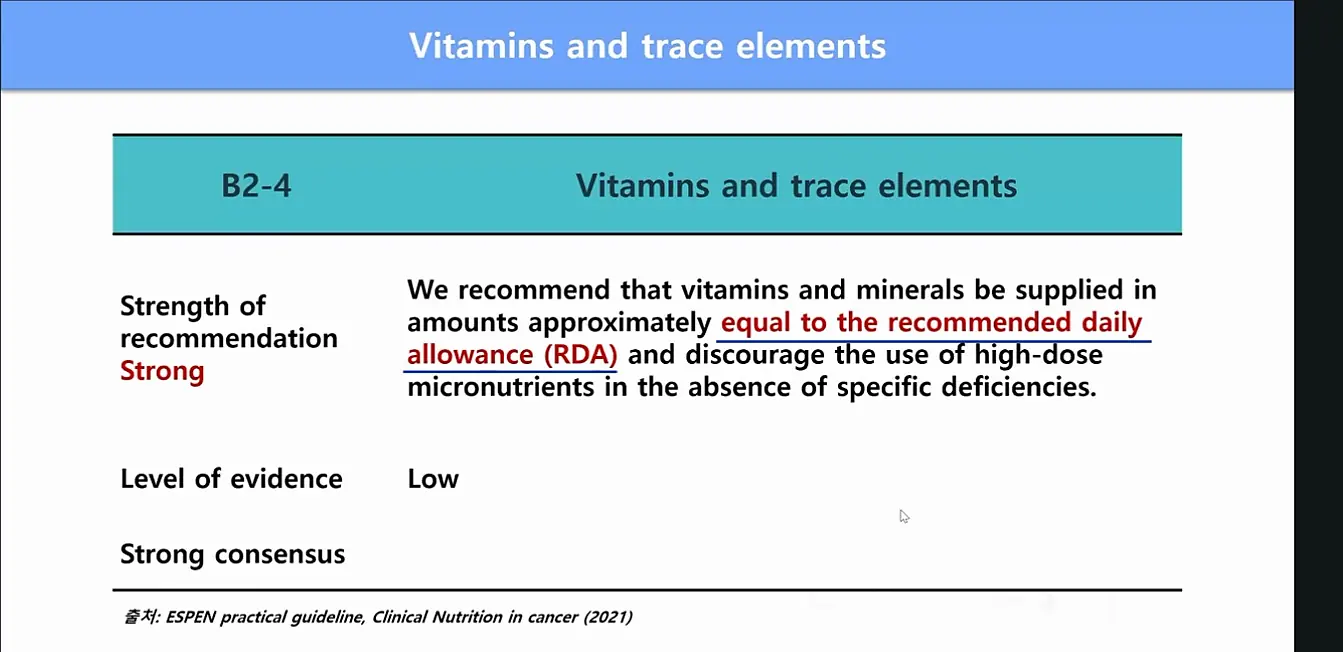 Vitamins and trace elements
B2-4
Vitamins and trace elements
Strength of
recommendation
Strong
We recommend that vitamins and minerals be supplied in
amounts approximately equal to the recommended daily
allowance (RDA) and discourage the use of high-dose
micronutrients in the absence of specific deficiencies.
Level of evidence
Low
Strong consensus
출처: ESPEN practical guideline, Clinical Nutrition in cancer (2021)